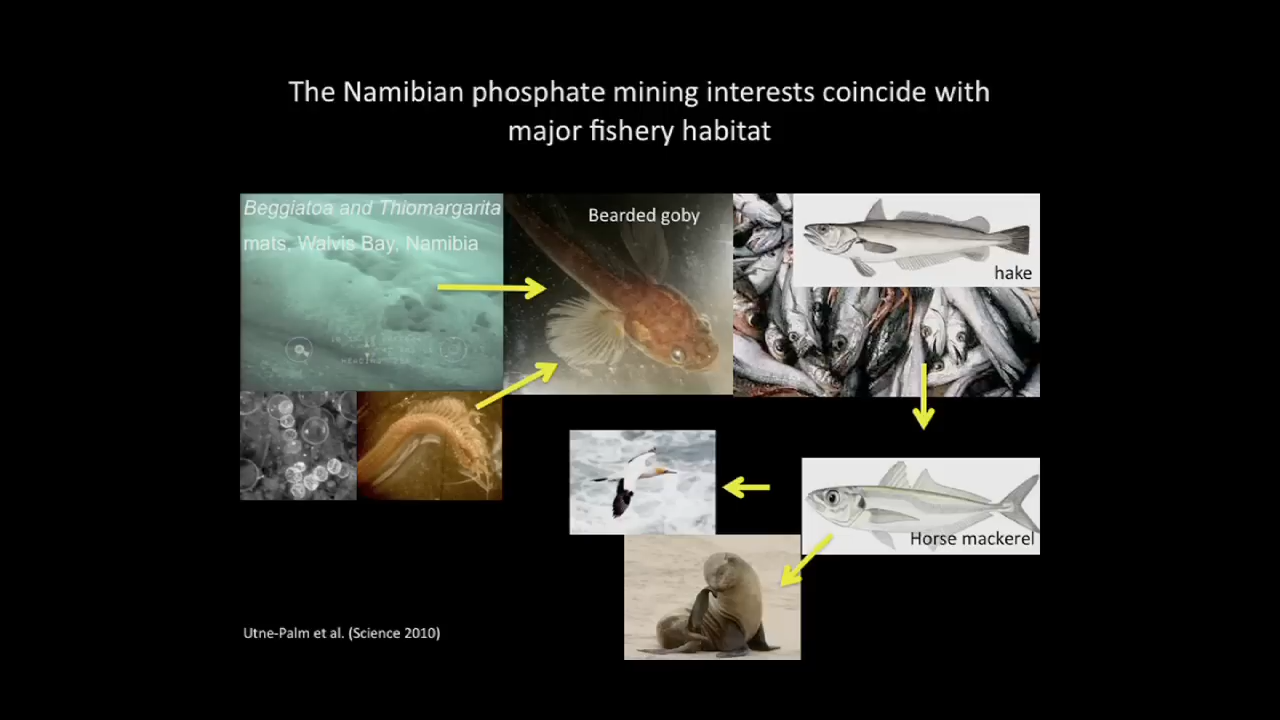 The Namibian phosphate mining interests coincide with
major fishery habitat
Beggiatoa and Thiomargarita
mats, Walvis Bay, Namibia
Bearded goby
hake
Horse mackerel
Utne-Palm et al. (Science 2010)